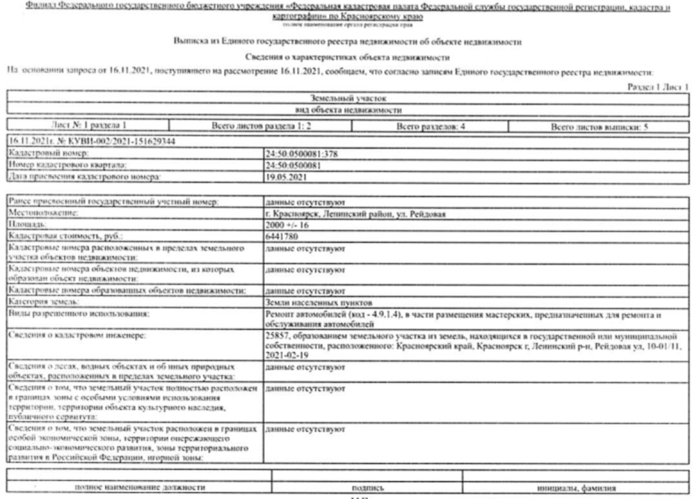 Филиал Федерального государственного бюджетного учреждения «Федеральная кадастровая палата Федеральной службы государственной регистрации, кадастра и
картографии» по Красноярскому краю
полное наименование органа регистрации прав
Выписка из Единого государственного реестра недвижимости об объекте недвижимости
Сведения о характеристиках объекта недвижимости
На основании запроса от 16.11.2021, поступившего на рассмотрение 16.11.2021, сообщаем, что согласно записям Единого государственного реестра недвижимости:
Раздел 1 Лист 1
Земельный участок
вид объекта недвижимости
Лист № 1 раздела 1 Всего листов раздела 1: 2 Всего разделов: 4 Всего листов выписки: 5
16.11.2021г. № КУВИ-002/2021-151629344
Кадастровый номер: 24:50:0500081:378
Номер кадастрового квартала: 24:50:0500081
Дата присвоения кадастрового номера: 19.05.2021
Ранее присвоенный государственный учетный номер: данные отсутствуют
Местоположение: г. Красноярск, Ленинский район, ул. Рейдовая
Площадь: 2000 +/- 16
Кадастровая стоимость, руб.: 6441780
Кадастровые номера расположенных в пределах земельного данные отсутствуют
участка объектов недвижимости:
Кадастровые номера объектов недвижимости, из которых данные отсутствуют
образован объект недвижимости:
Кадастровые номера образованных объектов недвижимости: данные отсутствуют
Категория земель: Земли населенных пунктов
Виды разрешенного использования: Ремонт автомобилей (код - 4.9.1.4), в части размещения мастерских, предназначенных для ремонта и
обслуживания автомобилей
Сведения о кадастровом инженере: 25857, образованием земельного участка из земель, находящихся в государственной или муниципальной
собственности, расположенного: Красноярский край, Красноярск г, Ленинский р-н, Рейдовая ул, 10-01/11,
2021-02-19
Сведения о лесах, водных объектах и об иных природных данные отсутствуют
объектах, расположенных в пределах земельного участка:
Сведения о том, что земельный участок полностью расположен данные отсутствуют
в границах зоны с особыми условиями использования
территории, территории объекта культурного наследия,
публичного сервитута:
Сведения о том, что земельный участок расположен в границах данные отсутствуют
особой экономической зоны, территории опережающего
социально-экономического развития, зоны территориального
развития в Российской Федерации, игорной зоны:
полное наименование должности подпись инициалы, фамилия